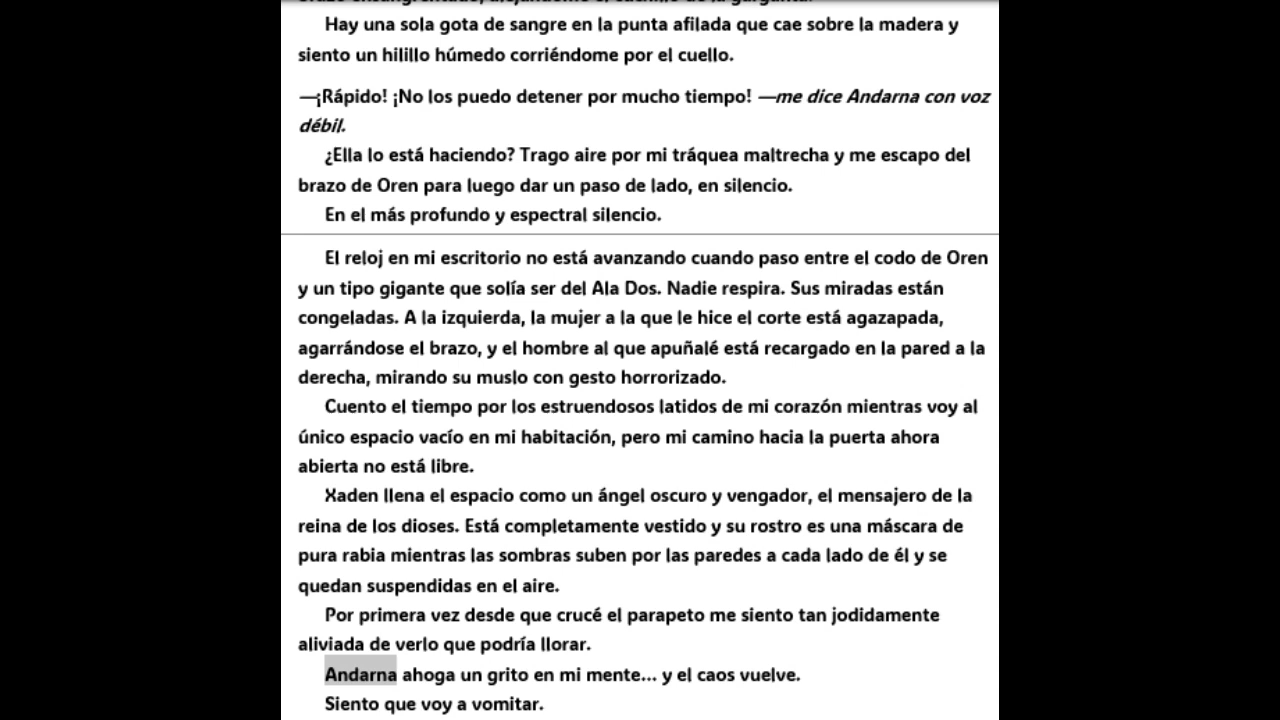 Hay una sola gota de sangre en la punta afilada que cae sobre la madera y
siento un hilillo húmedo corriéndome por el cuello.
—¡Rápido! ¡No los puedo detener por mucho tiempo! —me dice Andarna con voz
débil.
¿Ella lo está haciendo? Trago aire por mi tráquea maltrecha y me escapo del
brazo de Oren para luego dar un paso de lado, en silencio.
En el más profundo y espectral silencio.
El reloj en mi escritorio no está avanzando cuando paso entre el codo de Oren
y un tipo gigante que solía ser del Ala Dos. Nadie respira. Sus miradas están
congeladas. A la izquierda, la mujer a la que le hice el corte está agazapada,
agarrándose el brazo, y el hombre al que apuñalé está recargado en la pared a la
derecha, mirando su muslo con gesto horrorizado.
Cuento el tiempo por los estruendosos latidos de mi corazón mientras voy al
único espacio vacío en mi habitación, pero mi camino hacia la puerta ahora
abierta no está libre.
Xaden llena el espacio como un ángel oscuro y vengador, el mensajero de la
reina de los dioses. Está completamente vestido y su rostro es una máscara de
pura rabia mientras las sombras suben por las paredes a cada lado de él y se
quedan suspendidas en el aire.
Por primera vez desde que crucé el parapeto me siento tan jodidamente
aliviada de verlo que podría llorar.
Andarna ahoga un grito en mi mente... y el caos vuelve.
Siento que voy a vomitar.